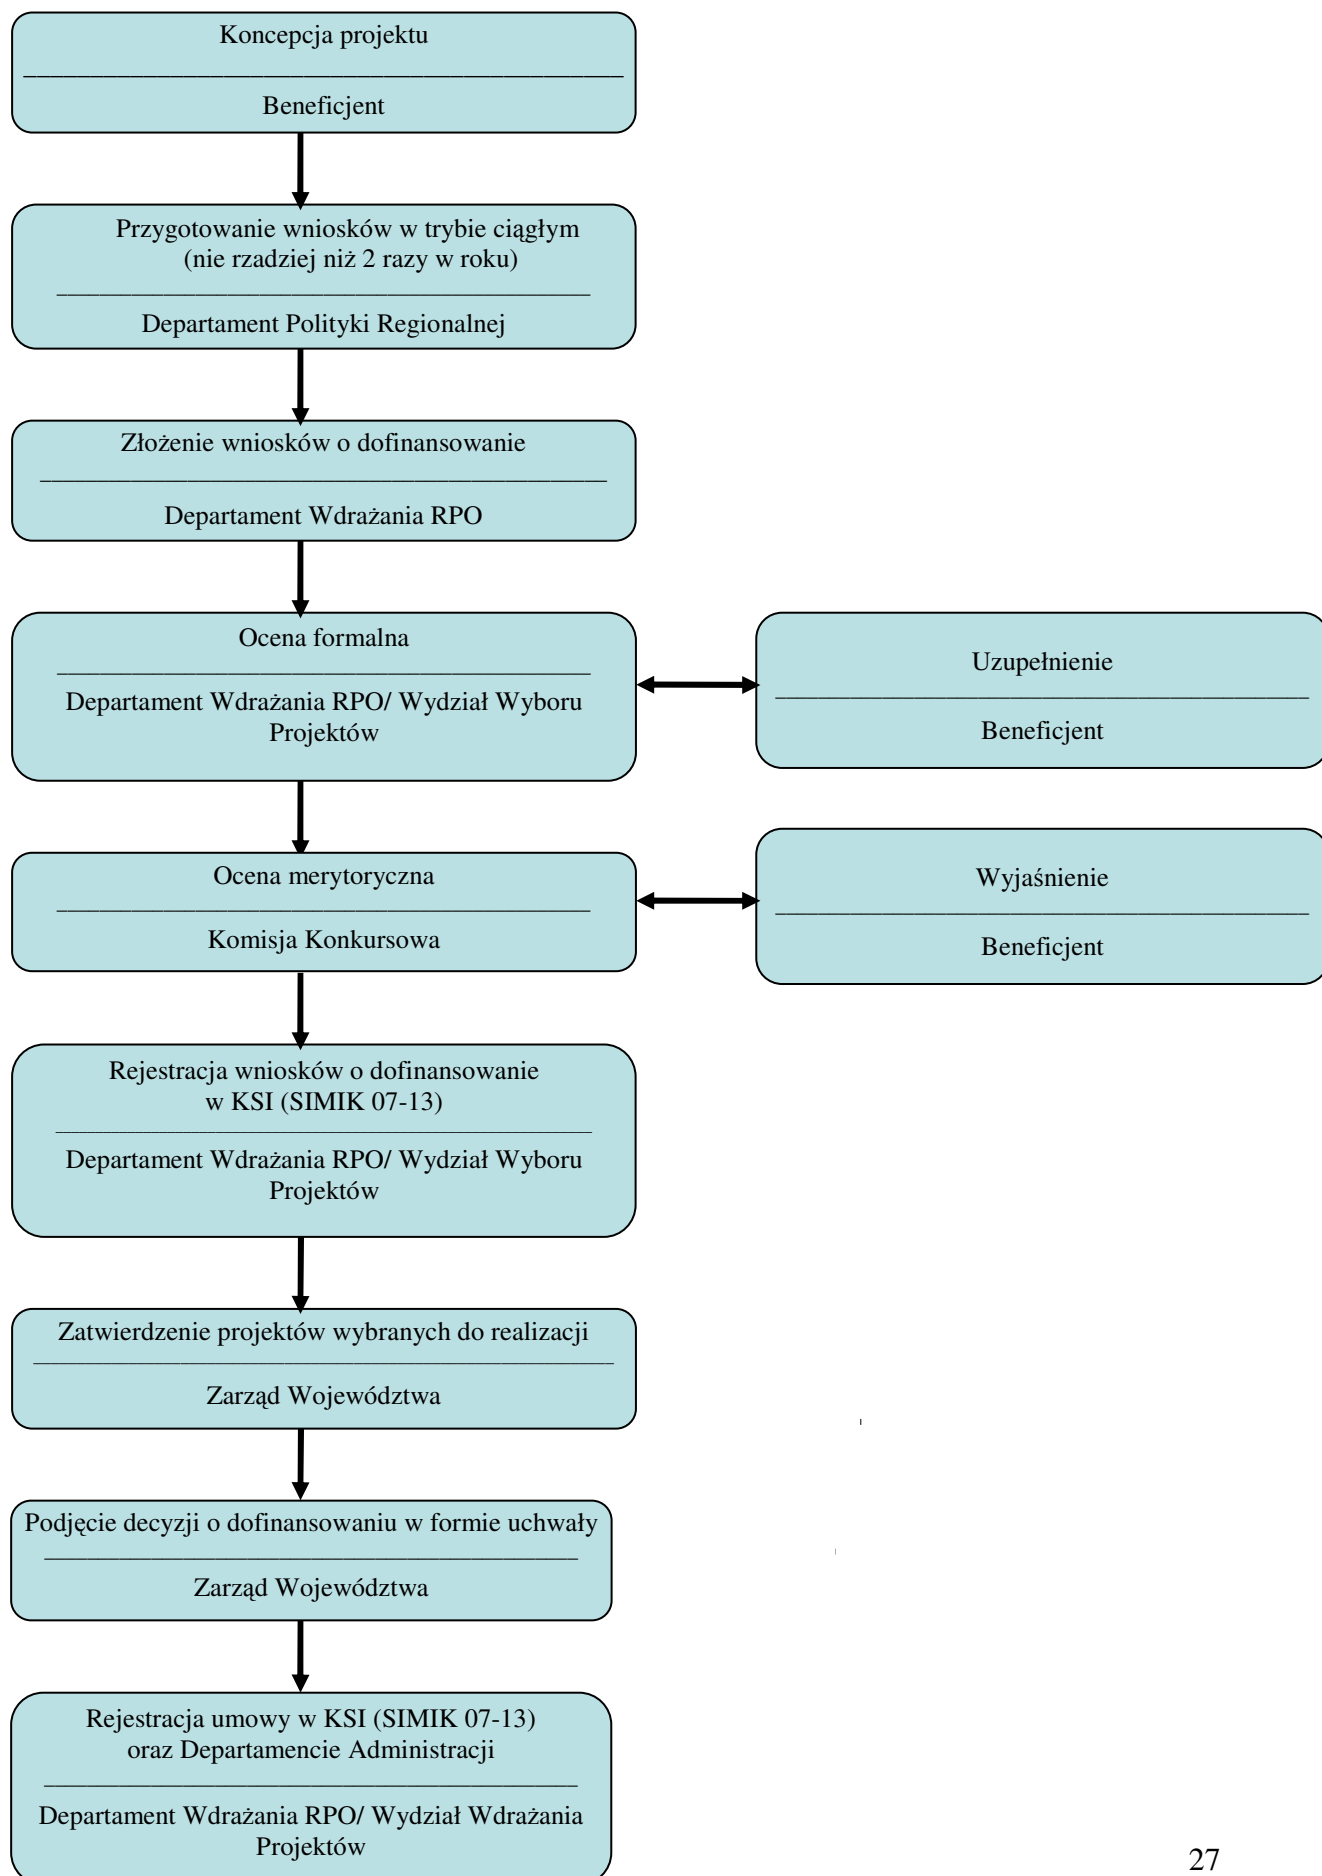 Koncepcja projektu
Beneficjent
Przygotowanie wniosków w trybie ciągłym
(nie rzadziej niż 2 razy w roku)
Departament Polityki Regionalnej
Złożenie wniosków o dofinansowanie
Departament Wdrażania RPO
Ocena formalna
Departament Wdrażania RPO/ Wydział Wyboru
Projektów
Uzupełnienie
Beneficjent
Ocena merytoryczna
Komisja Konkursowa
Wyjaśnienie
Beneficjent
Rejestracja wniosków o dofinansowanie
w KSI (SIMIK 07-13)
Departament Wdrażania RPO/ Wydział Wyboru
Projektów
Zatwierdzenie projektów wybranych do realizacji
Zarząd Województwa
Podjęcie decyzji o dofinansowaniu w formie uchwały
Zarząd Województwa
Rejestracja umowy w KSI (SIMIK 07-13)
oraz Departamencie Administracji
Departament Wdrażania RPO/ Wydział Wdrażania
Projektów
27